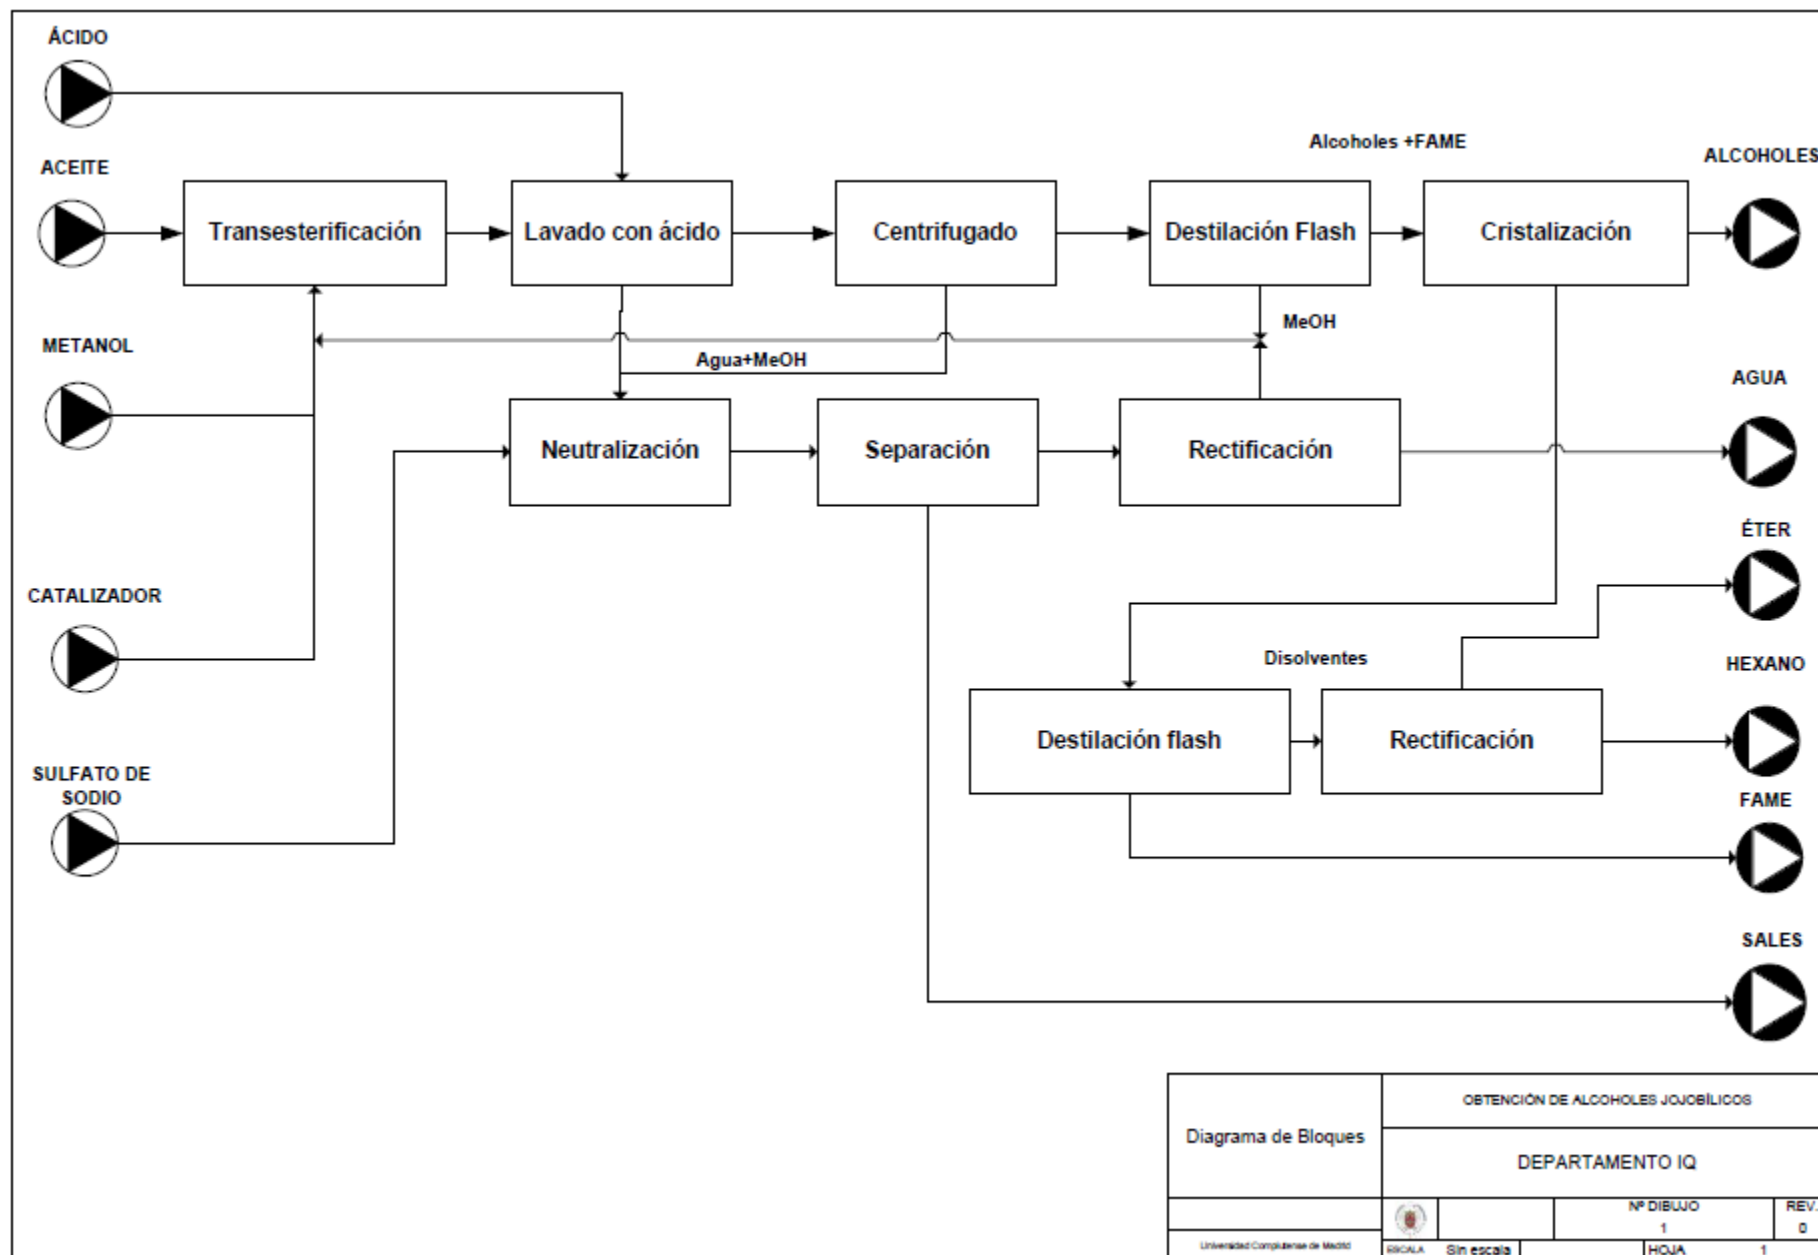 ÁCIDO
ACEITE
Alcoholes +FAME
ALCOHOLES
Transesterificación
Lavado con ácido
Centrifugado
Destilación Flash
Cristalización
METANOL
MeOH
Agua+MeOH
AGUA
Neutralización
Separación
Rectificación
ÉTER
CATALIZADOR
Disolventes
HEXANO
Destilación flash
Rectificación
SULFATO DE
SODIO
FAME
SALES
Diagrama de Bloques
OBTENCIÓN DE ALCOHOLES JOJOBÍLICOS
DEPARTAMENTO IQ
Nº DIBUJO
1
REV.
0
Universidad Complutense de Madrid
ESCALA
Sin escala
HOJA
1